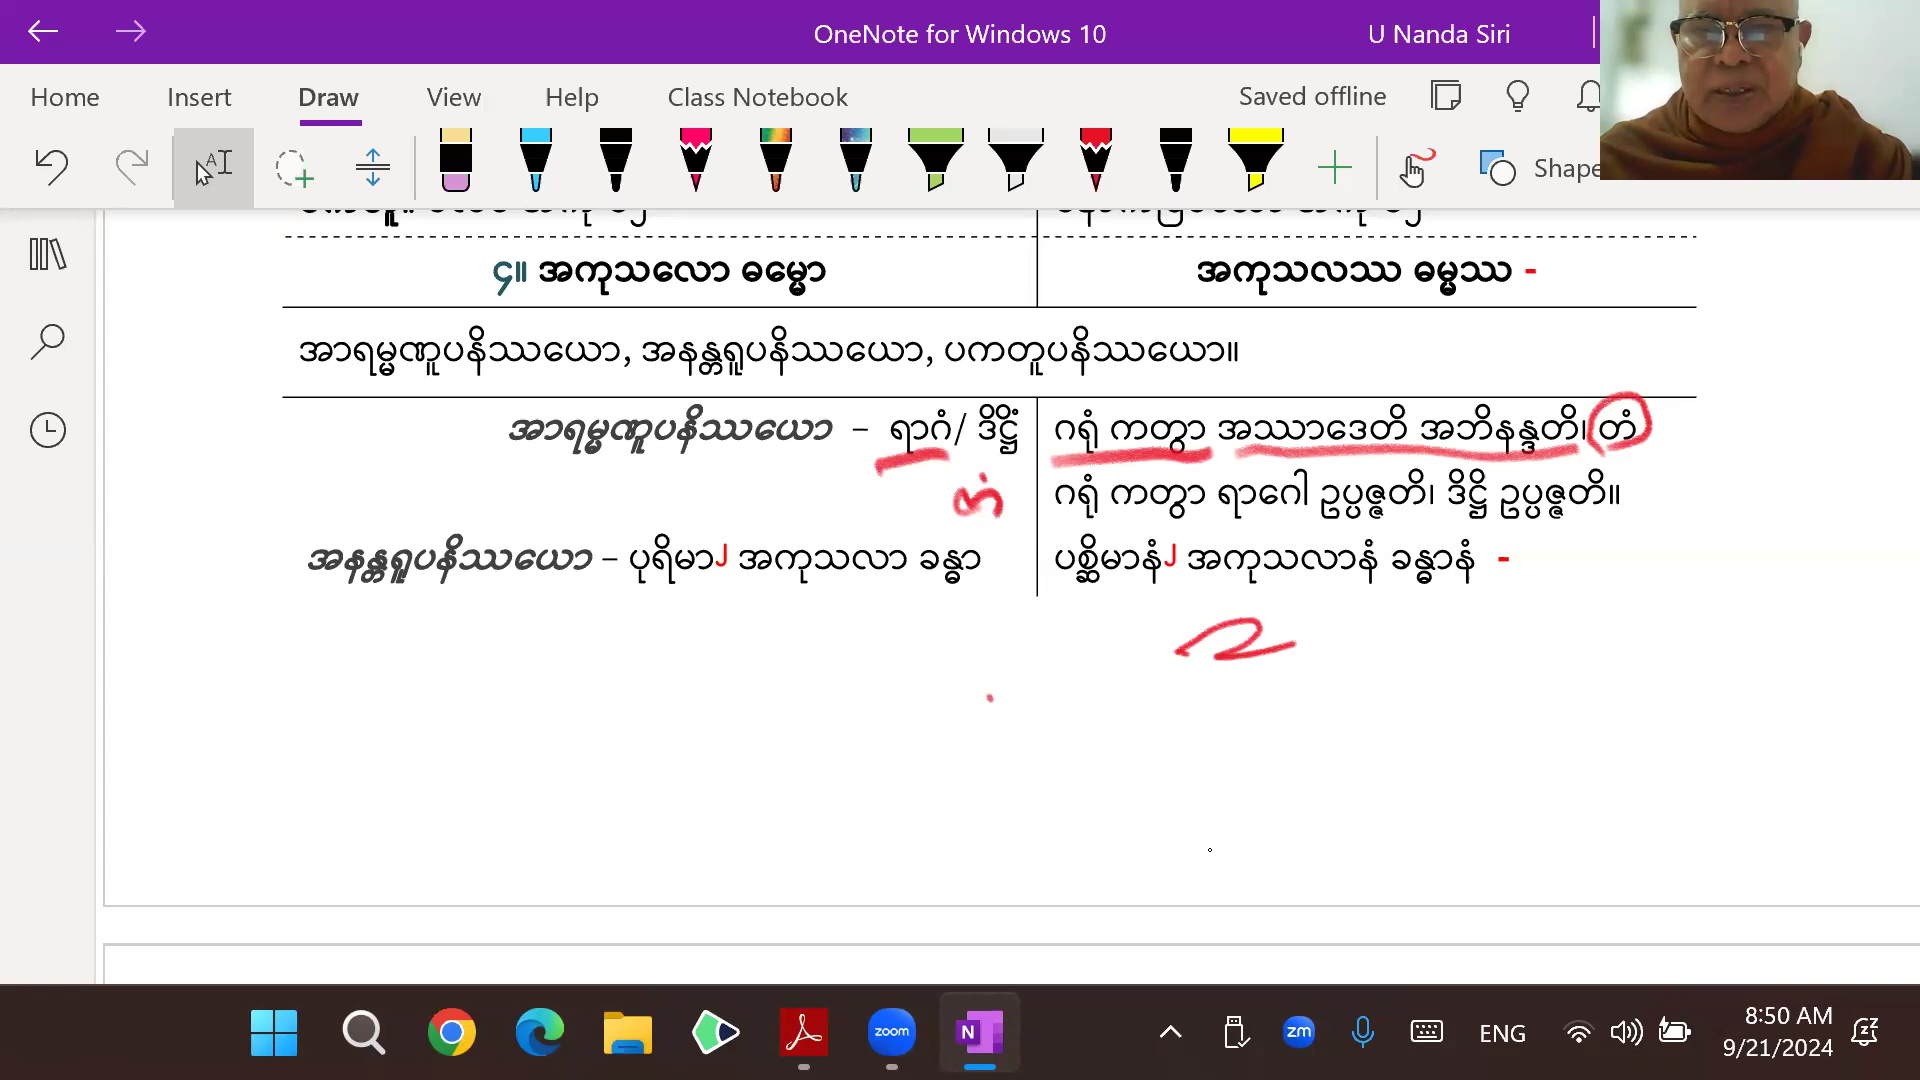 OneNote for Windows 10
U Nanda Siri
Home Insert Draw View Help Class Notebook
Saved offline
Shape
၄။ အကုသလော ဓမ္မော
အကုသလဿ ဓမ္မဿ -
အာရမ္မဏူပနိဿယော, အနန္တရူပနိဿယော, ပကတူပနိဿယော။
အာရမ္မဏူပနိဿယော – ရာဂံ/ ဒိဋ္ဌိံ
ဂရုံ ကတွာ အဿာဒေတိ အဘိနန္ဒတိ၊ တံ
ဂရုံ ကတွာ ရာဂေါ ဥပ္ပဇ္ဇတိ၊ ဒိဋ္ဌိ ဥပ္ပဇ္ဇတိ။
အနန္တရူပနိဿယော – ပုရိမာ၂ အကုသလာ ခန္ဓာ
ပစ္ဆိမာနံ၂ အကုသလာနံ ခန္ဓာနံ -
zoom
zm
ENG
8:50 AM
9/21/2024